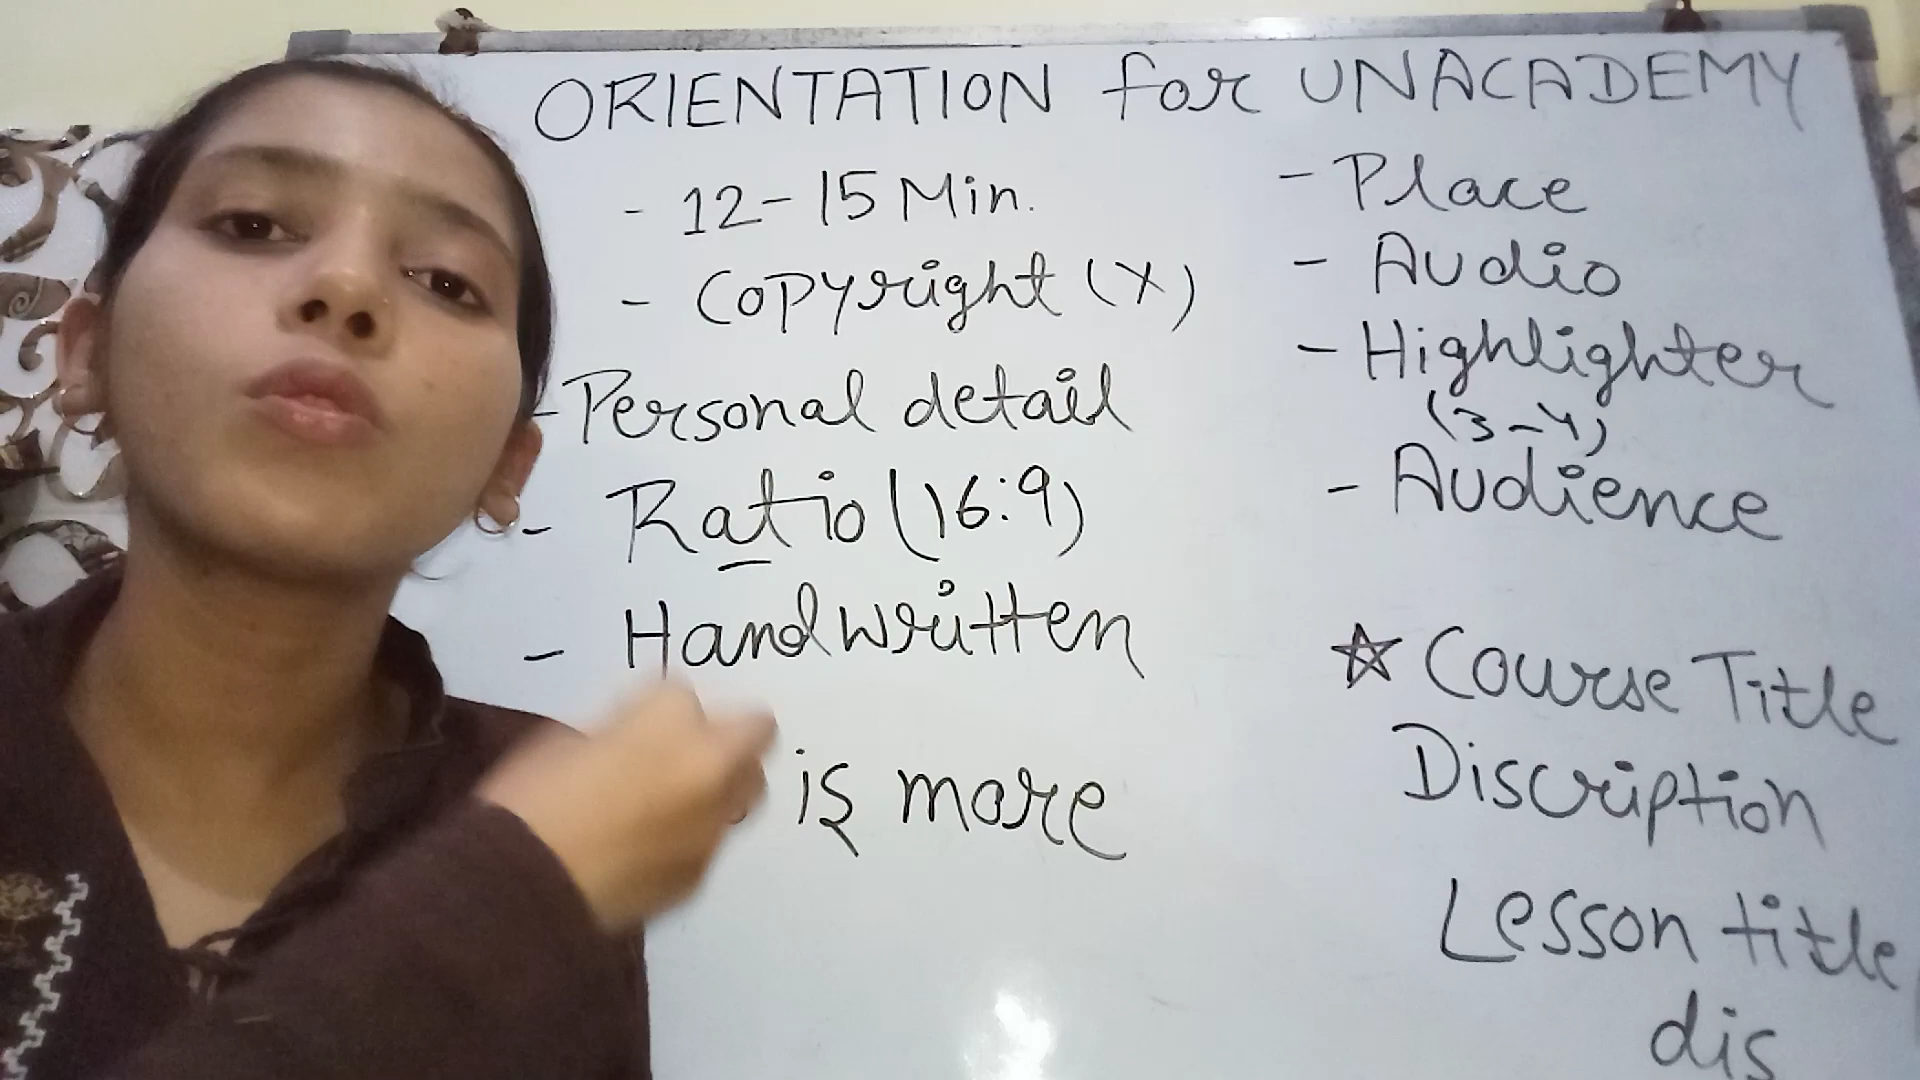 ORIENTATION for UNACADEMY
- 12-15 Min.
- Copyright (X)
- Personal detail
- Ratio (16:9)
- Handwritten
is more
- Place
- Audio
- Highlighter
(3-4)
- Audience
☆ Course Title
Discription
Lesson title
dis